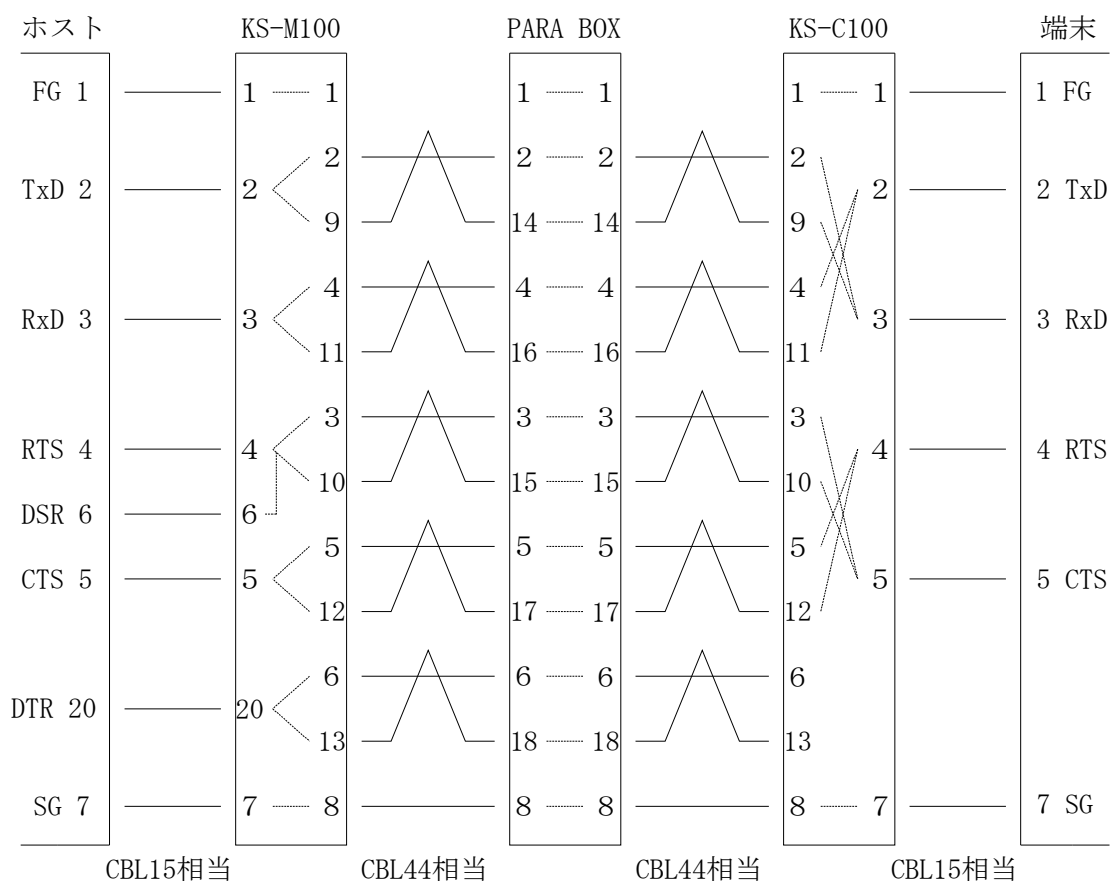 ホスト KS-M100 PARA BOX KS-C100 端末
FG 1 1 1 1 1 1 1 1 FG
2 2 2 2
TxD 2 2 2 2 TxD
9 14 14 9
4 4 4 4
RxD 3 3 3 3 RxD
11 16 16 11
3 3 3 3
RTS 4 4 4 4 RTS
10 15 15 10
DSR 6 6
5 5 5 5
CTS 5 5 5 5 CTS
12 17 17 12
6 6 6 6
DTR 20 20
13 18 18 13
SG 7 7 8 8 8 8 7 7 SG
CBL15相当 CBL44相当 CBL44相当 CBL15相当